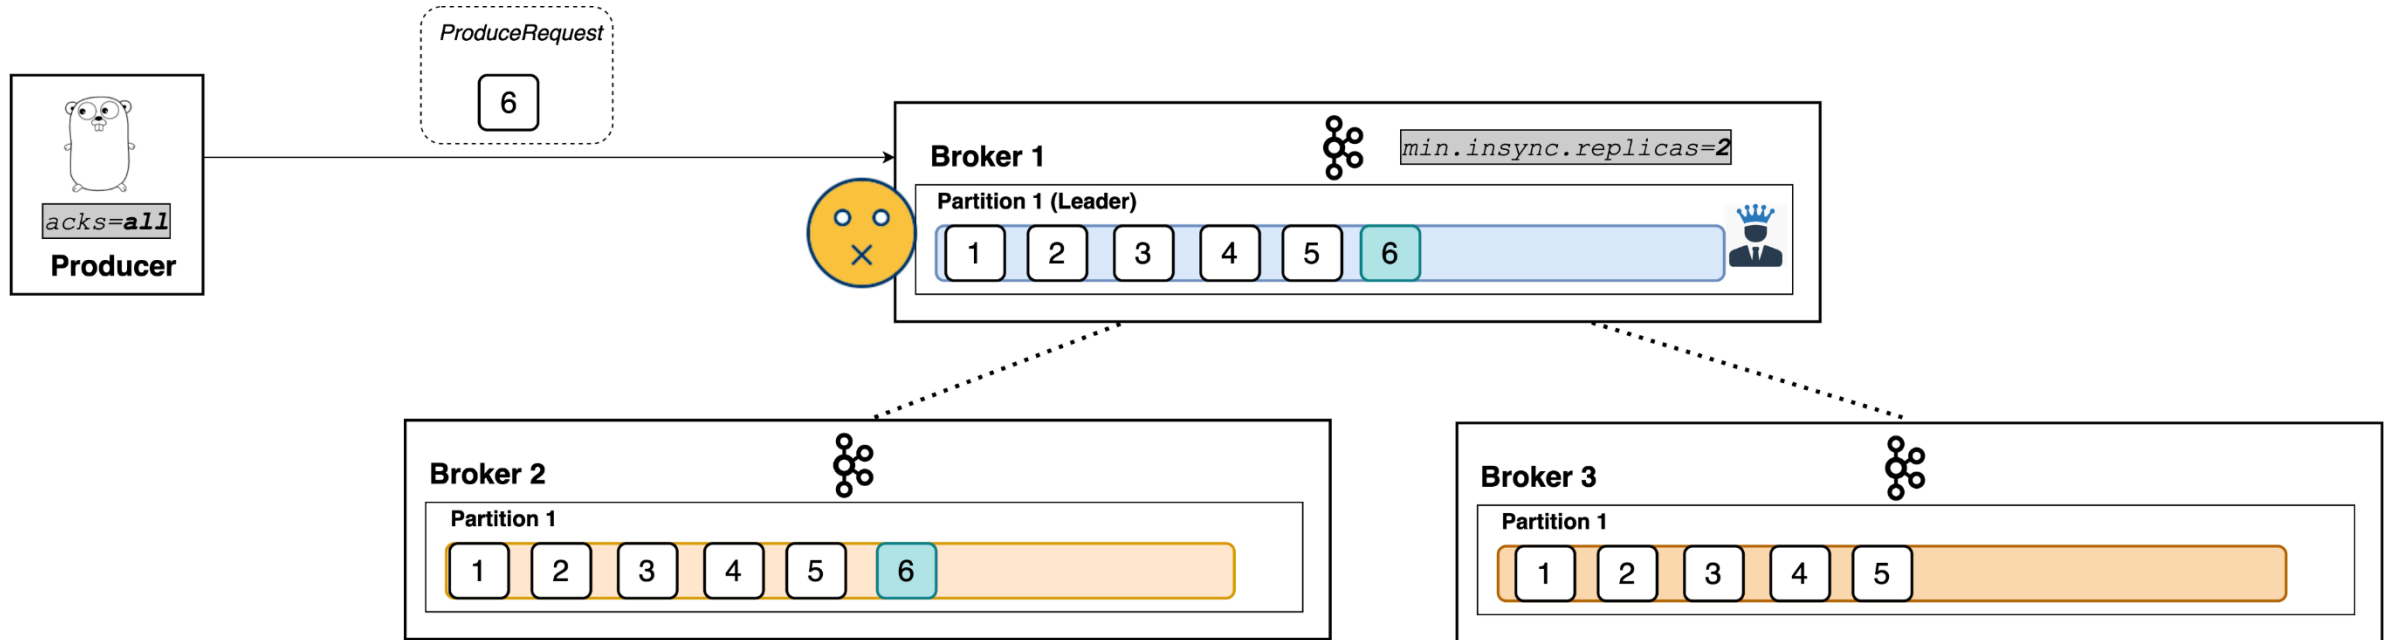 ProduceRequest
6
acks=all
Producer
Broker 1
min.insync.replicas=2
Partition 1 (Leader)
1 2 3 4 5 6
Broker 2
Partition 1
1 2 3 4 5 6
Broker 3
Partition 1
1 2 3 4 5